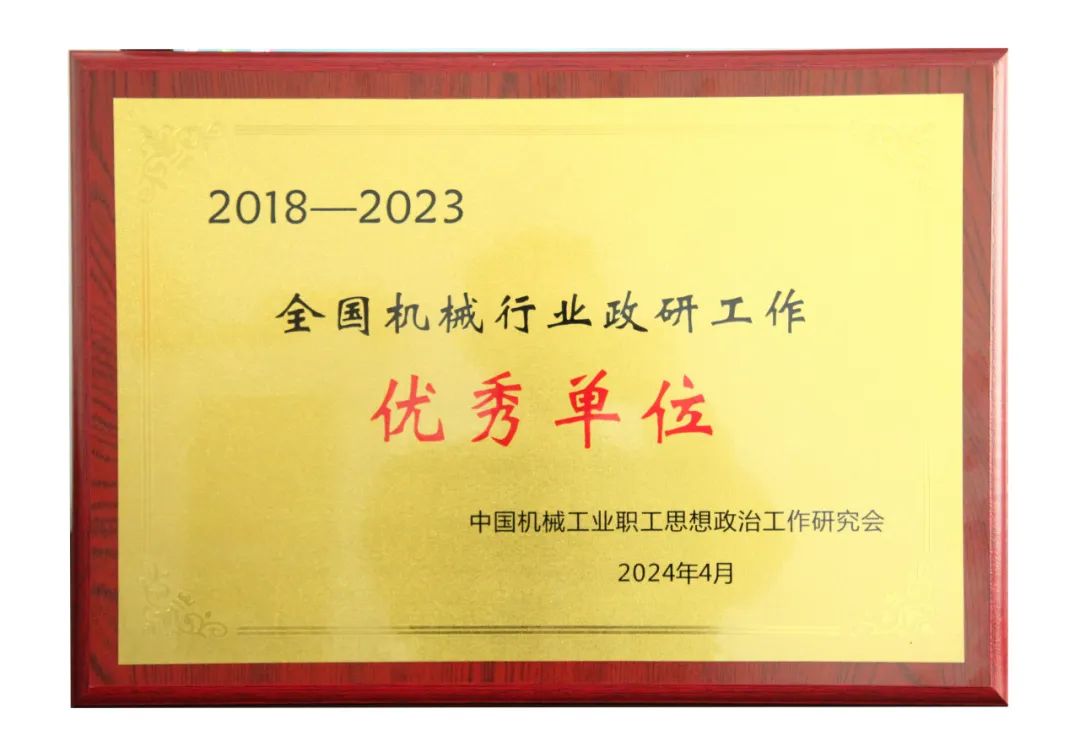 2018—2023
全国机械行业政研工作
优秀单位
中国机械工业职工思想政治工作研究会
2024年4月